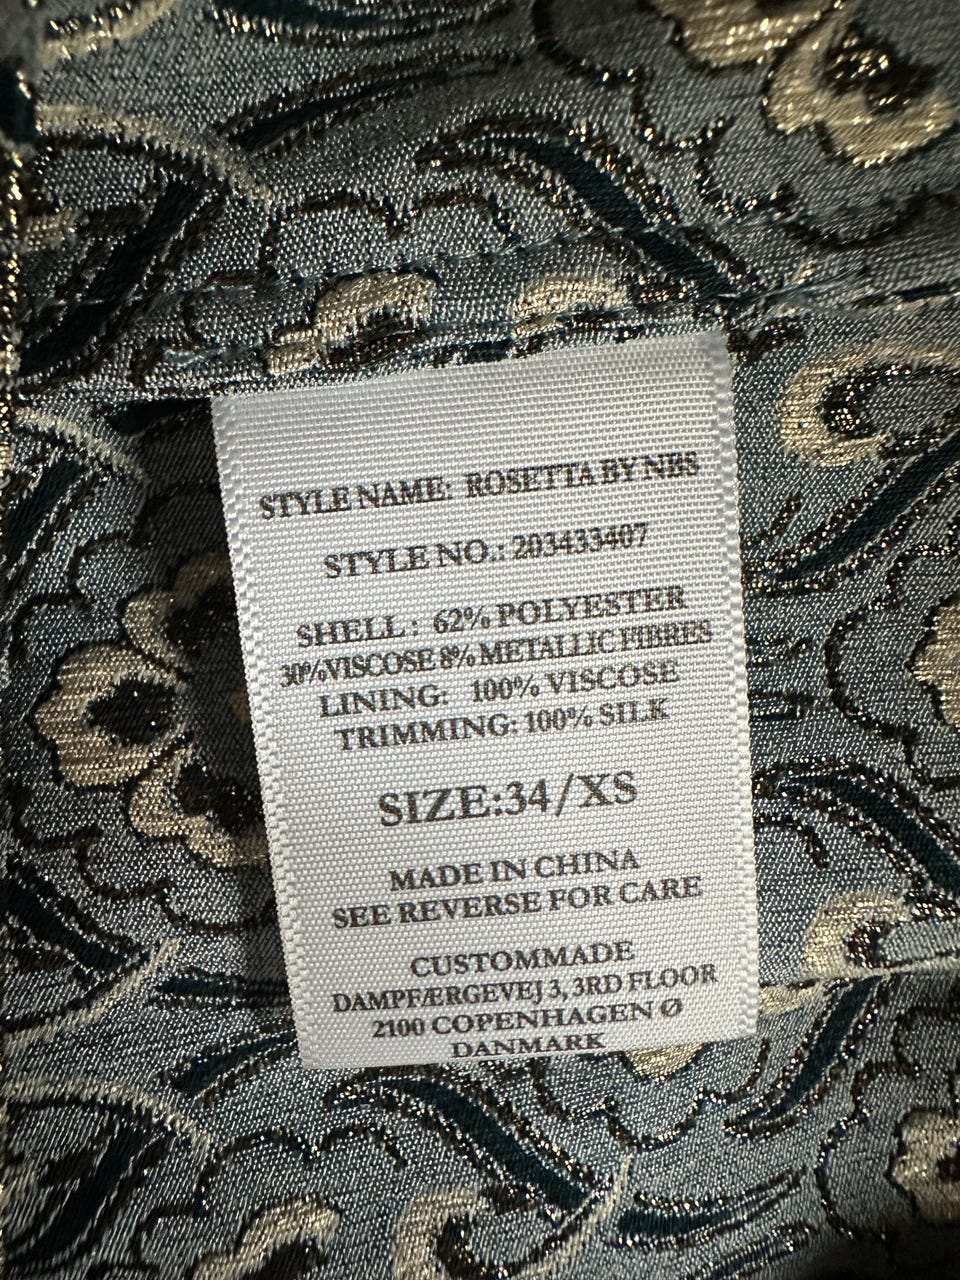 STYLE NAME: ROSETTA BY NBS
STYLE NO.: 203433407
SHELL: 62% POLYESTER
30% VISCOSE 8% METALLIC FIBRES
LINING: 100% VISCOSE
TRIMMING: 100% SILK
SIZE:34/XS
MADE IN CHINA
SEE REVERSE FOR CARE
CUSTOMMADE
DAMPFÆRGEVEJ 3, 3RD FLOOR
2100 COPENHAGEN Ø
DANMARK